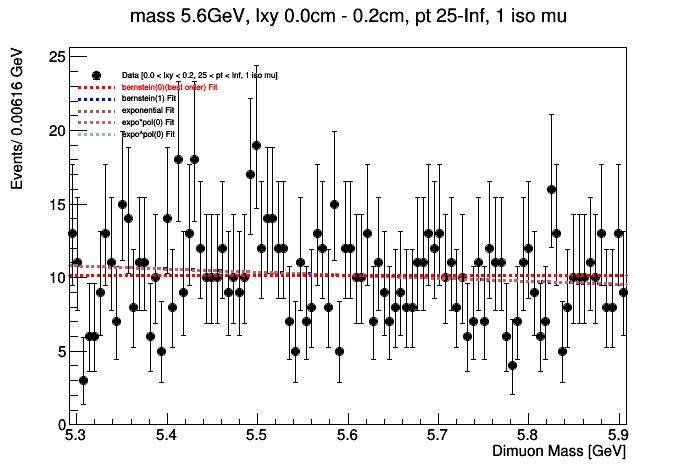 mass 5.6GeV, lxy 0.0cm - 0.2cm, pt 25-Inf, 1 iso mu
Events/ 0.00616 GeV
25
20
15
10
5
0
Data [0.0 < lxy < 0.2, 25 < pt < Inf, 1 iso mu]
bernstein(0)(best order) Fit
bernstein(1) Fit
exponential Fit
expo*pol(0) Fit
expo^pol(0) Fit
5.3 5.4 5.5 5.6 5.7 5.8 5.9
Dimuon Mass [GeV]